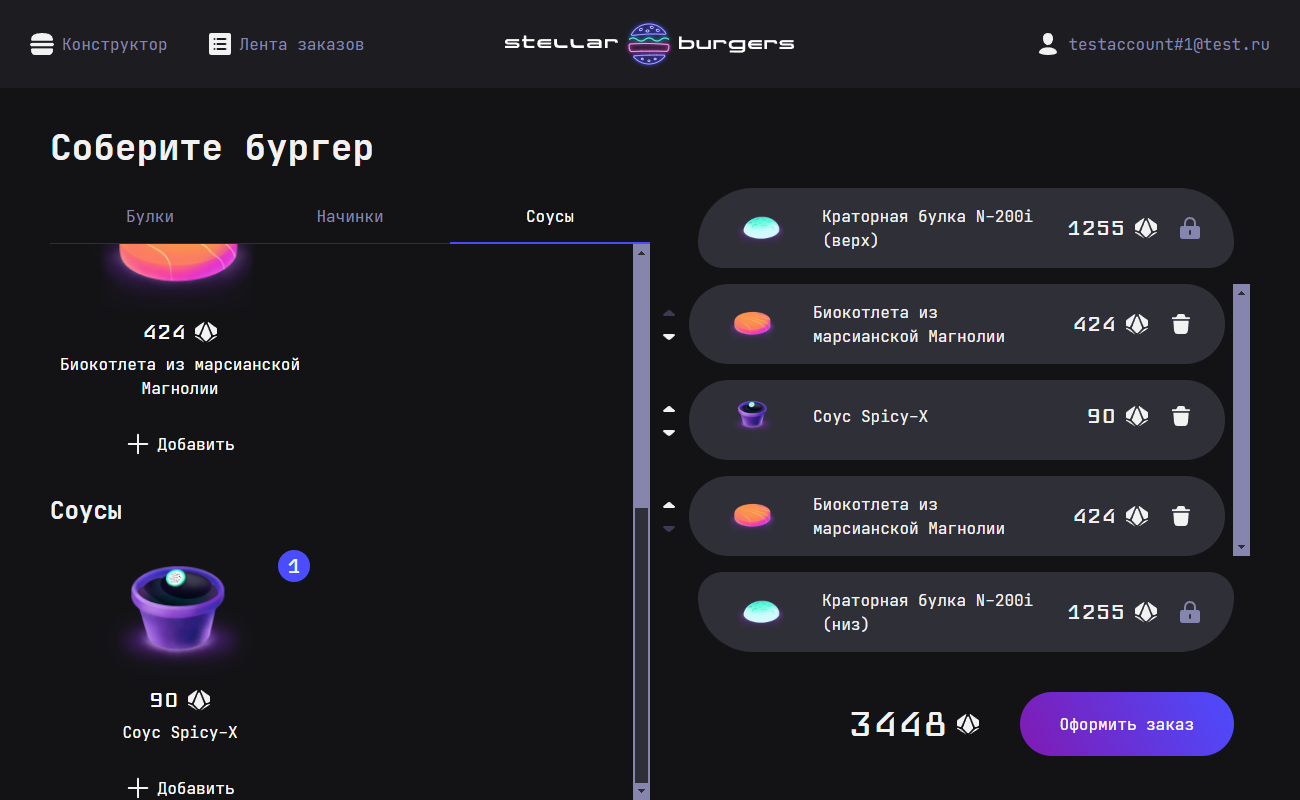 Конструктор
Лента заказов
stellar burgers
testaccount#1@test.ru
Соберите бургер
Булки
Начинки
Соусы
424
Биокотлета из марсианской
Магнолии
Добавить
Соусы
1
90
Соус Spicy-X
Добавить
Краторная булка N-200i
(верх)
1255
Биокотлета из
марсианской Магнолии
424
Соус Spicy-X
90
Биокотлета из
марсианской Магнолии
424
Краторная булка N-200i
(низ)
1255
3448
Оформить заказ